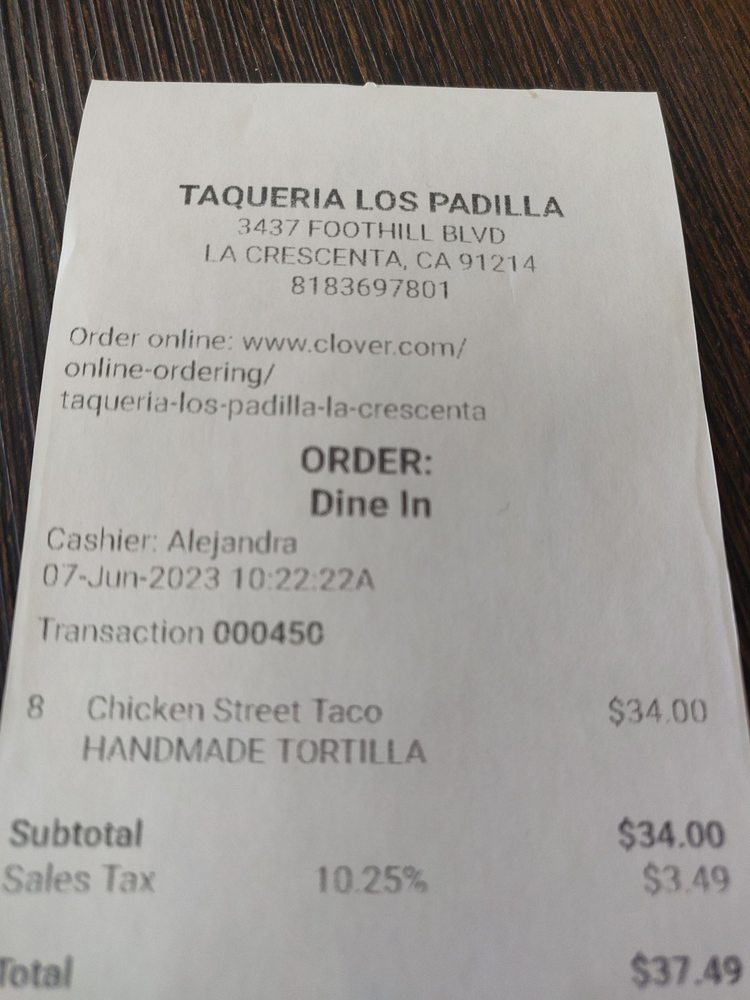 TAQUERIA LOS PADILLA
3437 FOOTHILL BLVD
LA CRESCENTA, CA 91214
8183697801
Order online: www.clover.com/
online-ordering/
taqueria-los-padilla-la-crescenta
ORDER:
Dine In
Cashier: Alejandra
07-Jun-2023 10:22:22A
Transaction 000450
8 Chicken Street Taco $34.00
HANDMADE TORTILLA
Subtotal $34.00
Sales Tax 10.25% $3.49
Total $37.49